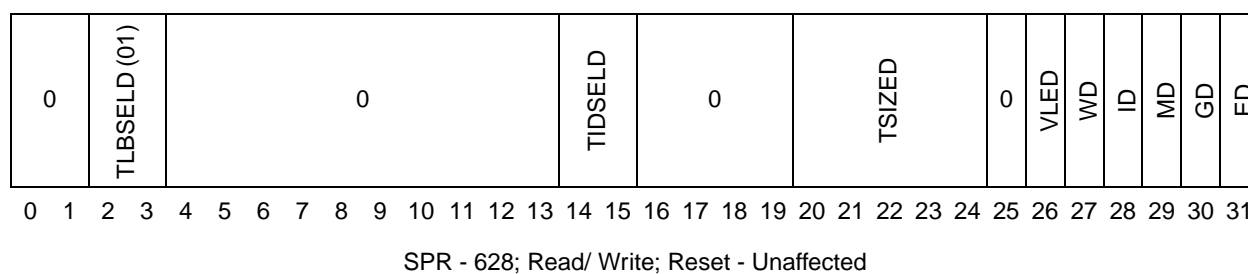 0 TLBSELD (01) 0 TIDSELD 0 TSIZED 0 VLED WD ID MD GD ED
0 1 2 3 4 5 6 7 8 9 10 11 12 13 14 15 16 17 18 19 20 21 22 23 24 25 26 27 28 29 30 31
SPR - 628; Read/ Write; Reset - Unaffected